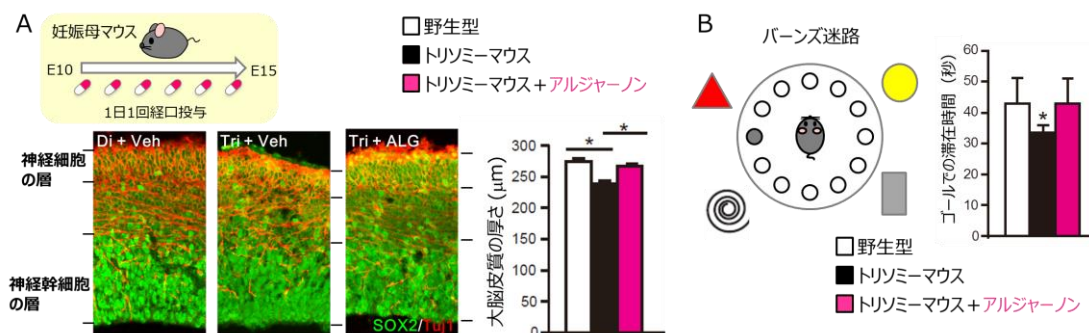 A
妊娠母マウス
E10
E15
1日1回経口投与
野生型
トリソミーマウス
トリソミーマウス+アルジャーノン
神経細胞
の層
神経幹細胞
の層
Di + Veh
Tri + Veh
Tri + ALG
SOX2/Tuj1
大脳皮質の厚さ(μm)
300
250
200
150
100
50
0
*
*
B
バーンズ迷路
ゴールでの滞在時間(秒)
60
50
40
30
20
10
0
*
野生型
トリソミーマウス
トリソミーマウス+アルジャーノン